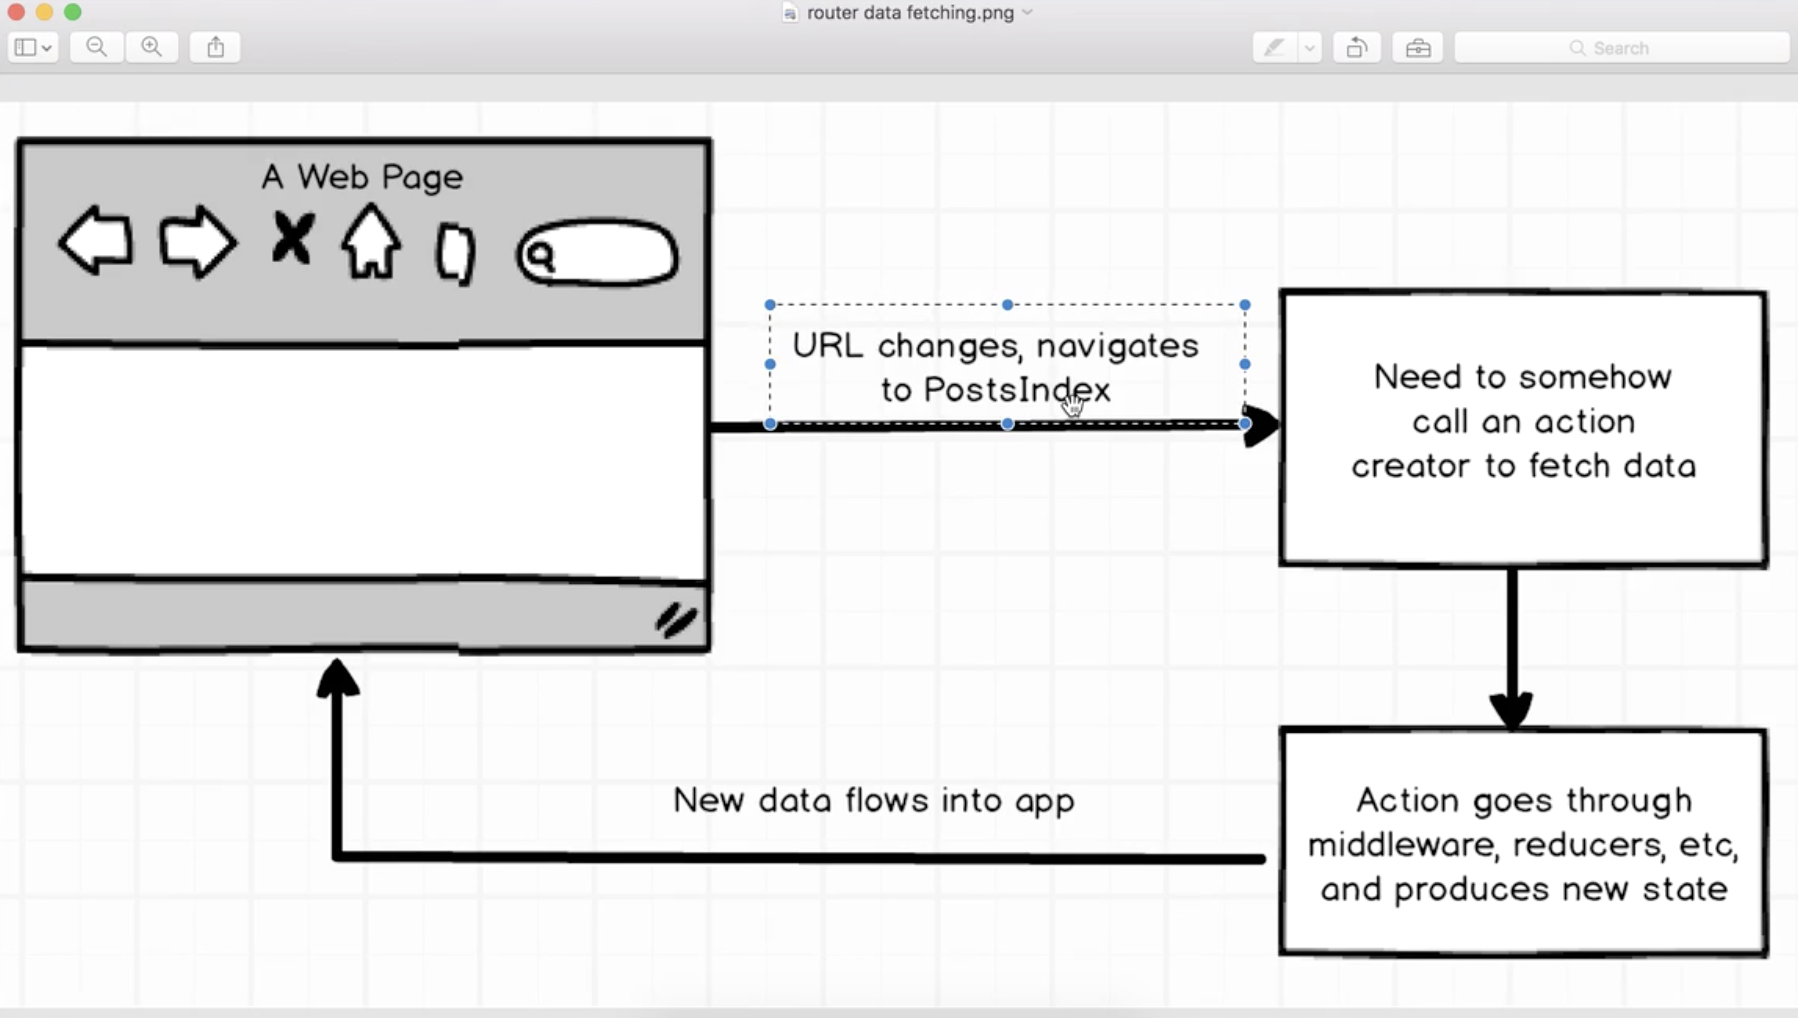 router data fetching.png
Search
A Web Page
URL changes, navigates
to PostsIndex
Need to somehow
call an action
creator to fetch data
New data flows into app
Action goes through
middleware, reducers, etc,
and produces new state